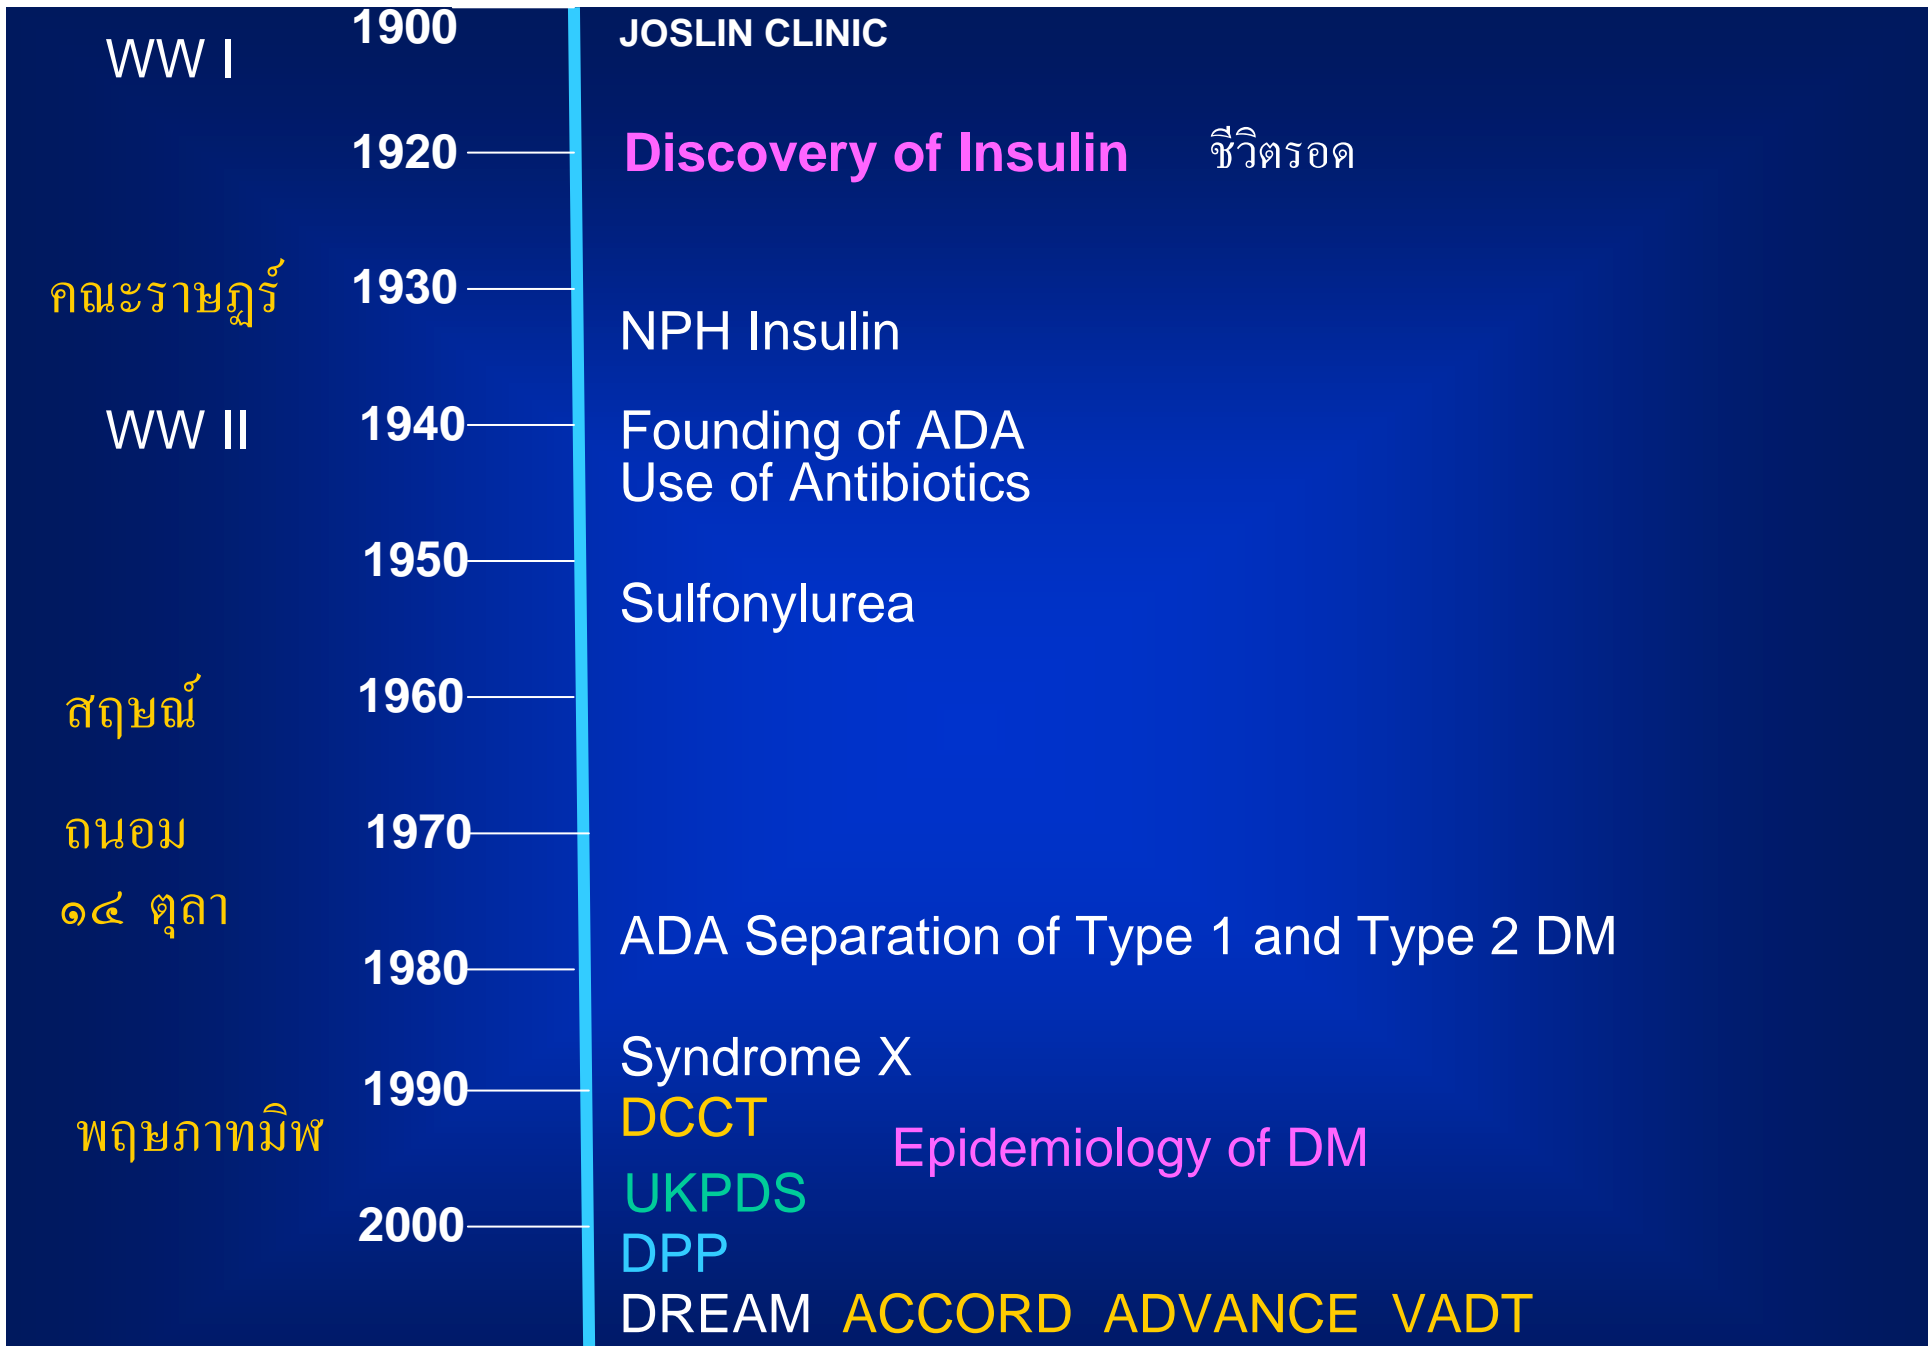 1900 JOSLIN CLINIC
WW I
1920 Discovery of Insulin ชีวิตรอด
คณะราษฏร์ 1930
NPH Insulin
WW II 1940 Founding of ADA
Use of Antibiotics
1950
Sulfonylurea
สฤษณ์ 1960
ถนอม 1970
๑๔ ตุลา
ADA Separation of Type 1 and Type 2 DM
1980
Syndrome X
1990
DCCT
พฤษภาทมิฬ Epidemiology of DM
UKPDS
2000
DPP
DREAM ACCORD ADVANCE VADT